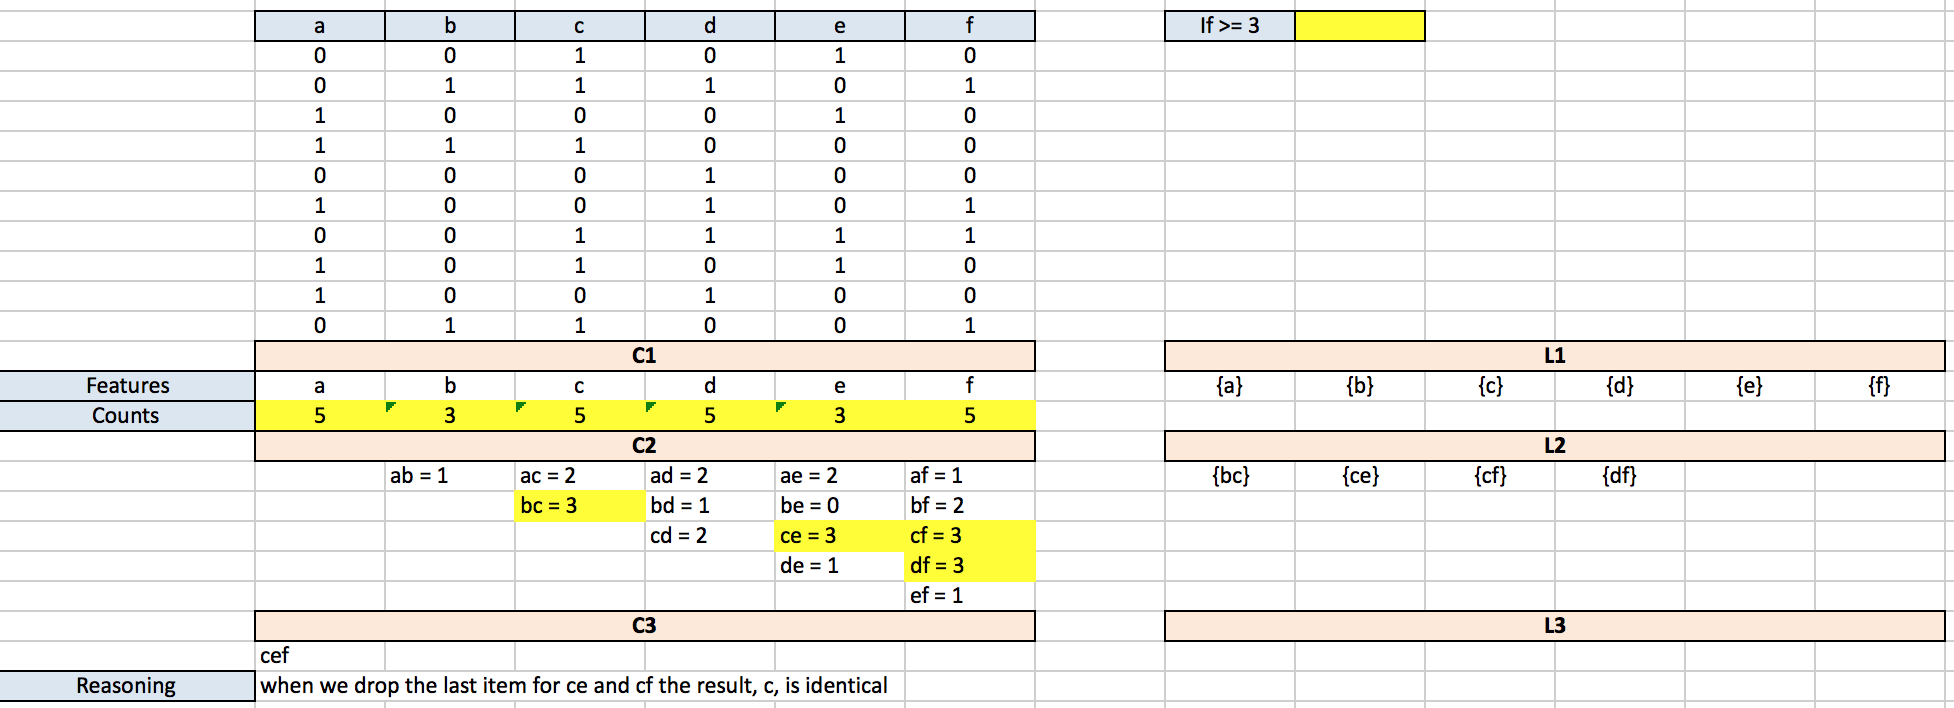 a b c d e f If >= 3
0 0 1 0 1 0
0 1 1 1 0 1
1 0 0 0 1 0
1 1 1 0 0 0
0 0 0 1 0 0
1 0 0 1 0 1
0 0 1 1 1 1
1 0 1 0 1 0
1 0 0 1 0 0
0 1 1 0 0 1
C1 L1
Features a b c d e f {a} {b} {c} {d} {e} {f}
Counts 5 3 5 5 3 5
C2 L2
ab = 1 ac = 2 ad = 2 ae = 2 af = 1 {bc} {ce} {cf} {df}
bc = 3 bd = 1 be = 0 bf = 2
cd = 2 ce = 3 cf = 3
de = 1 df = 3
ef = 1
C3 L3
cef
Reasoning when we drop the last item for ce and cf the result, c, is identical